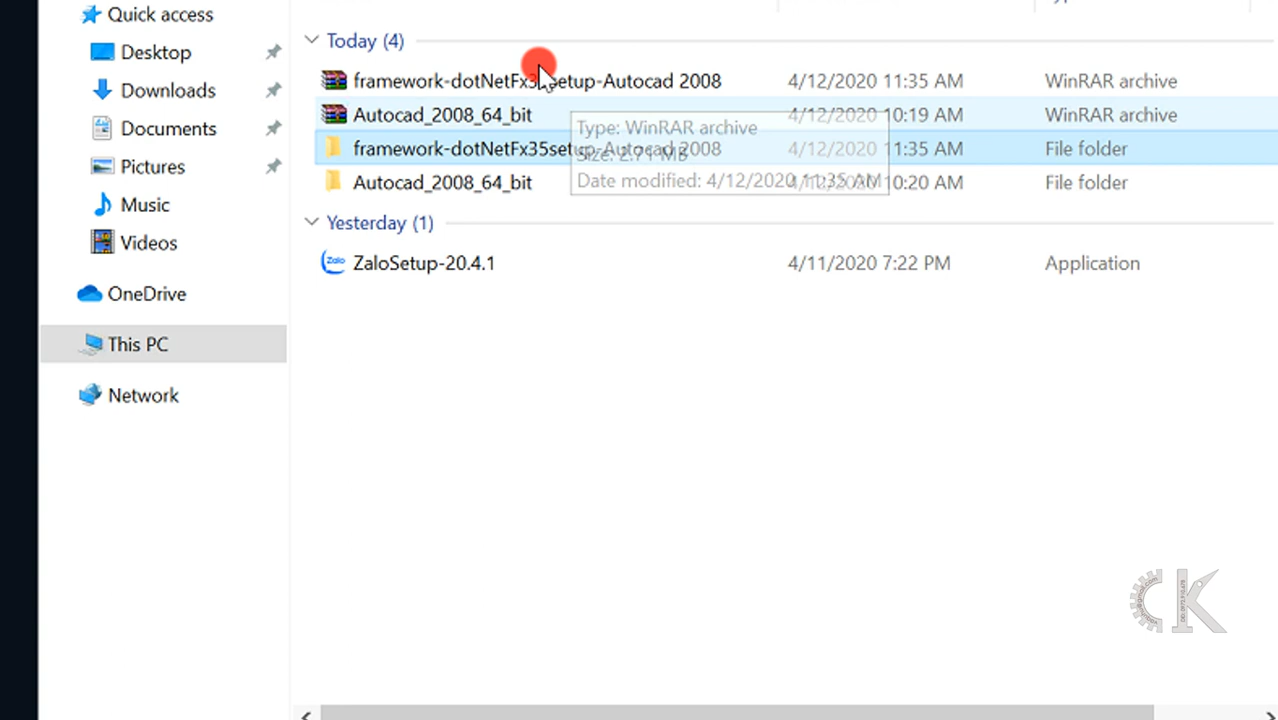 Quick access
Desktop
Downloads
Documents
Pictures
Music
Videos
OneDrive
This PC
Network
Today (4)
framework-dotNetFx35setup-Autocad 2008 4/12/2020 11:35 AM WinRAR archive
Autocad_2008_64_bit 4/12/2020 10:19 AM WinRAR archive
framework-dotNetFx35setup-Autocad 2008 4/12/2020 11:35 AM File folder
Autocad_2008_64_bit 4/12/2020 10:20 AM File folder
Type: WinRAR archive
Size: 2.71 MB
Date modified: 4/12/2020 11:35 AM
Yesterday (1)
Zalo ZaloSetup-20.4.1 4/11/2020 7:22 PM Application
CK